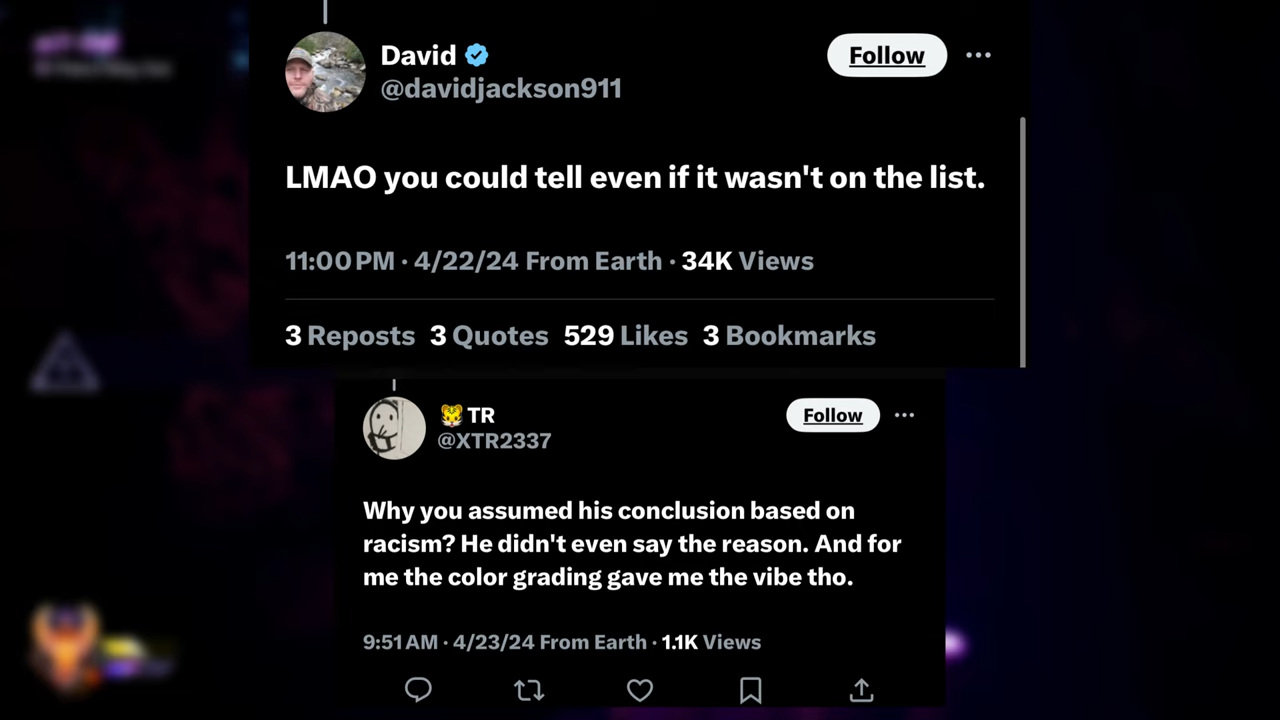 David
Follow
@davidjackson911
LMAO you could tell even if it wasn't on the list.
11:00 PM · 4/22/24 From Earth · 34K Views
3 Reposts 3 Quotes 529 Likes 3 Bookmarks
🐯 TR
Follow
@XTR2337
Why you assumed his conclusion based on
racism? He didn't even say the reason. And for
me the color grading gave me the vibe tho.
9:51 AM · 4/23/24 From Earth · 1.1K Views